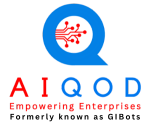 AIQOD
Empowering Enterprises
Formerly known as GIBots